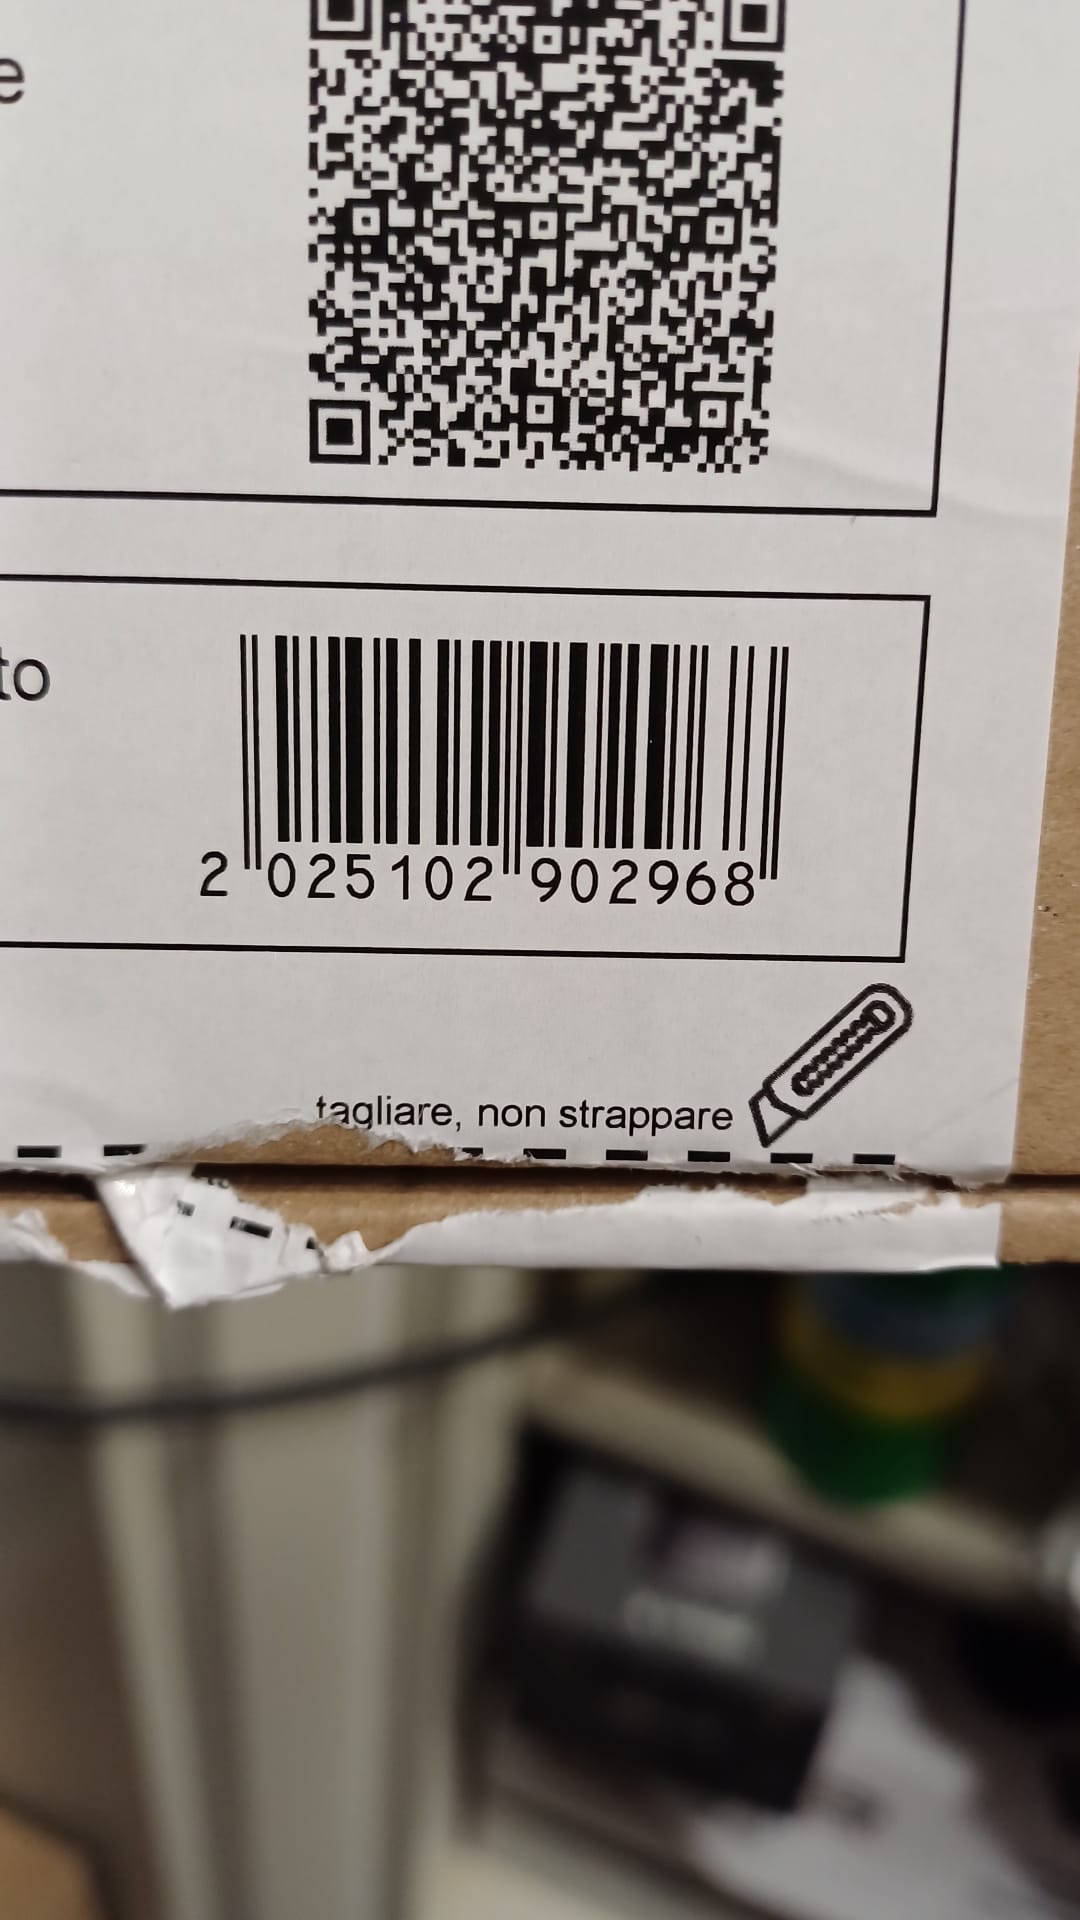 e
to
2 025102 902968
tagliare, non strappare